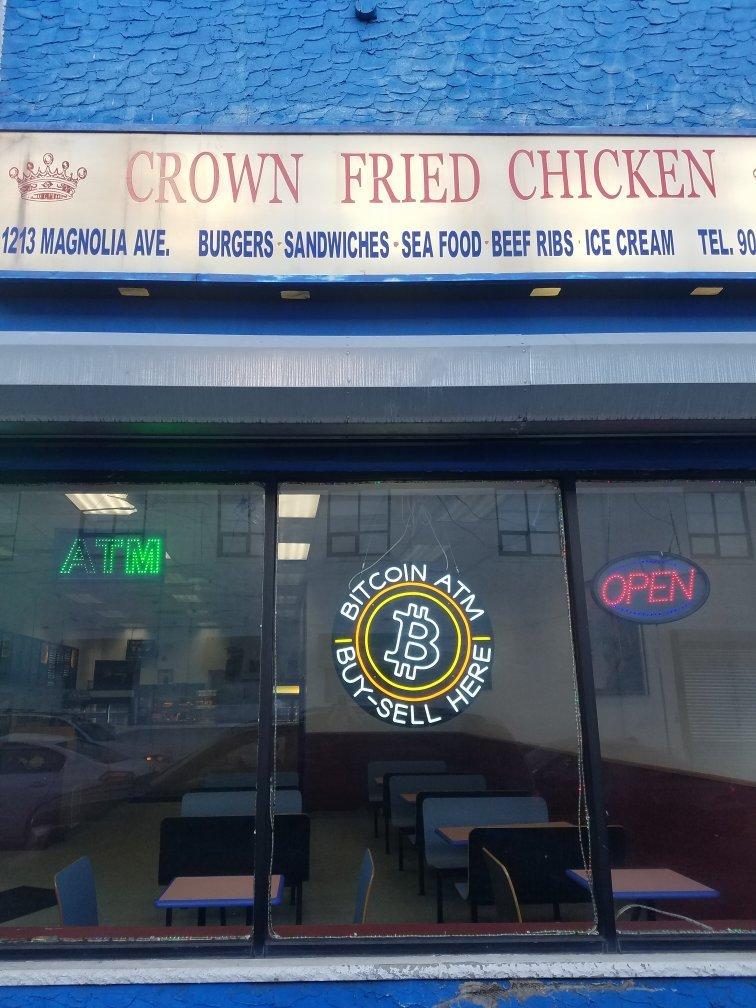 CROWN FRIED CHICKEN
1213 MAGNOLIA AVE. BURGERS · SANDWICHES · SEA FOOD · BEEF RIBS · ICE CREAM TEL. 90
ATM
BITCOIN ATM
BUY-SELL HERE
OPEN